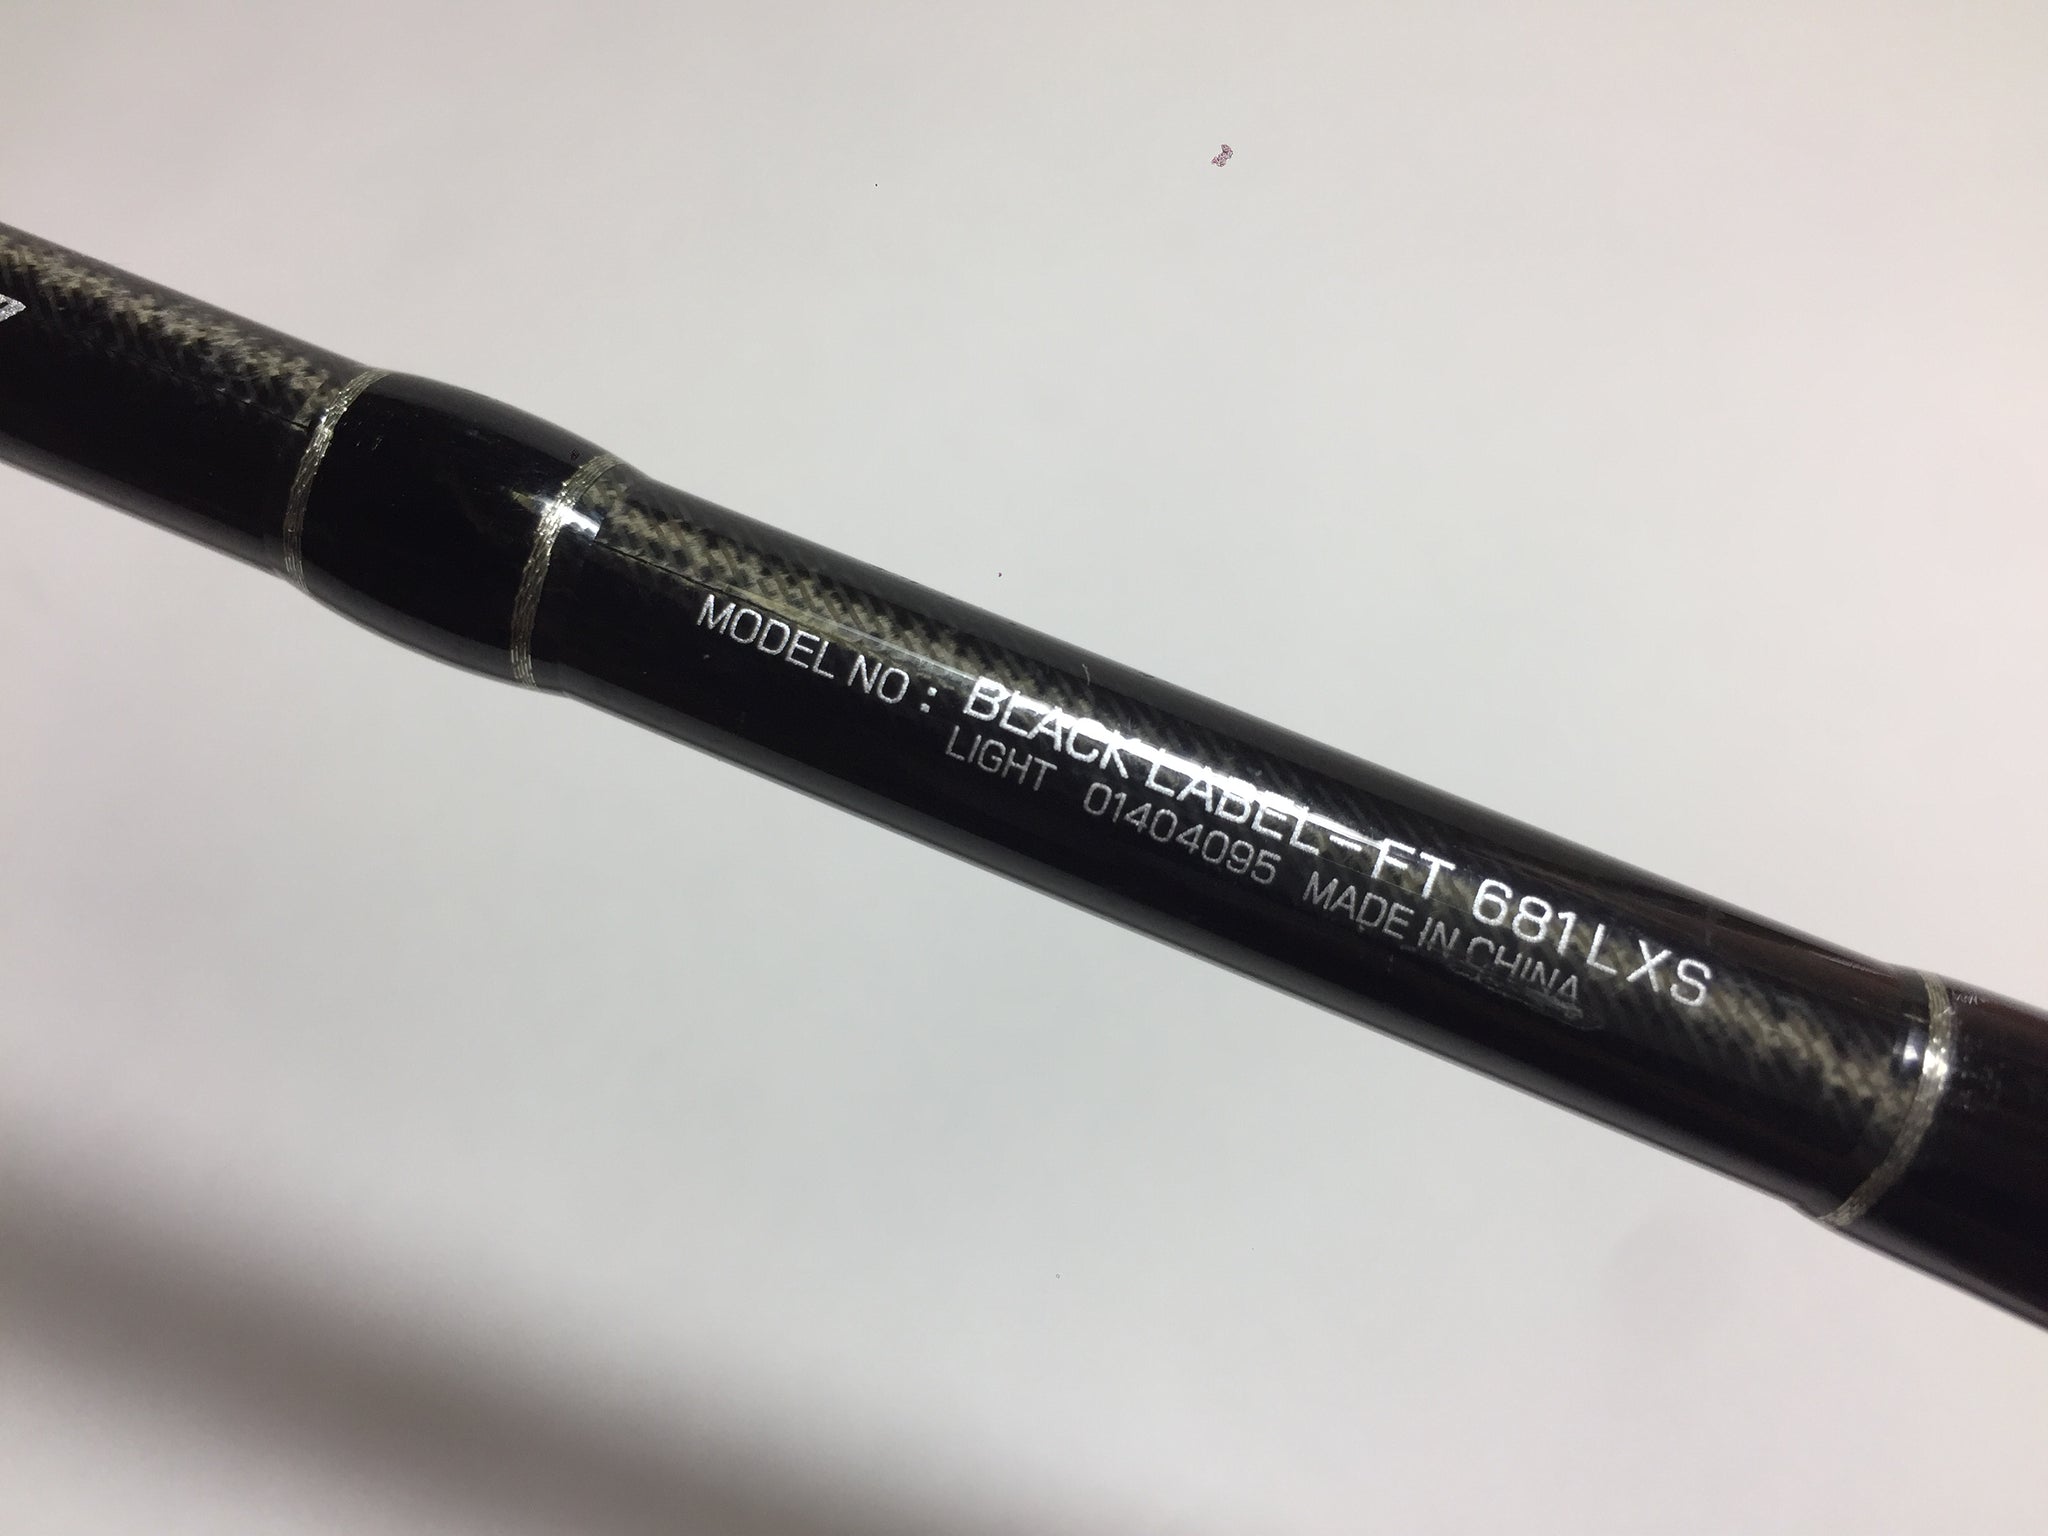 MODEL NO : BLACK LABEL-FT 681LXS
LIGHT 01404095 MADE IN CHINA